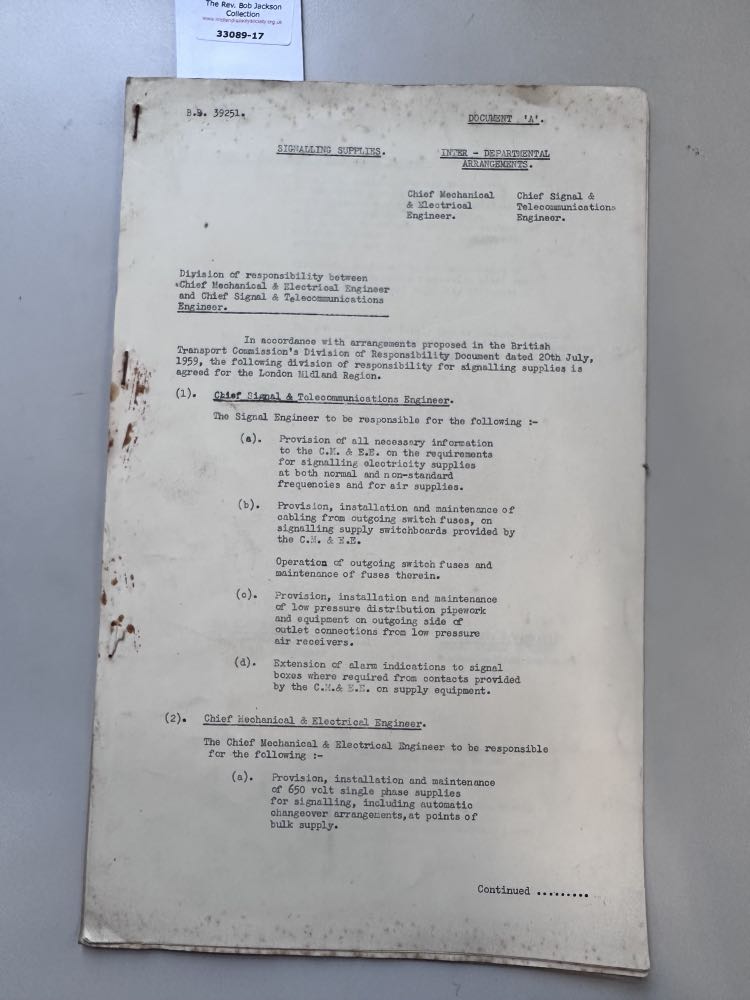 The Rev. Bob Jackson
Collection
www.midlandrailwaysociety.org.uk
33089-17
B.D. 39251.
DOCUMENT 'A'.
SIGNALLING SUPPLIES.
INTER - DEPARTMENTAL
ARRANGEMENTS.
Chief Mechanical
& Electrical
Engineer.
Chief Signal &
Telecommunications
Engineer.
Division of responsibility between
Chief Mechanical & Electrical Engineer
and Chief Signal & Telecommunications
Engineer.
In accordance with arrangements proposed in the British
Transport Commission's Division of Responsibility Document dated 20th July,
1959, the following division of responsibility for signalling supplies is
agreed for the London Midland Region.
(1). Chief Signal & Telecommunications Engineer.
The Signal Engineer to be responsible for the following :-
(a). Provision of all necessary information
to the C.M. & E.E. on the requirements
for signalling electricity supplies
at both normal and non-standard
frequencies and for air supplies.
(b). Provision, installation and maintenance of
cabling from outgoing switch fuses, on
signalling supply switchboards provided by
the C.M. & E.E.
Operation of outgoing switch fuses and
maintenance of fuses therein.
(c). Provision, installation and maintenance
of low pressure distribution pipework
and equipment on outgoing side of
outlet connections from low pressure
air receivers.
(d). Extension of alarm indications to signal
boxes where required from contacts provided
by the C.M.& E.E. on supply equipment.
(2). Chief Mechanical & Electrical Engineer.
The Chief Mechanical & Electrical Engineer to be responsible
for the following :-
(a). Provision, installation and maintenance
of 650 volt single phase supplies
for signalling, including automatic
changeover arrangements, at points of
bulk supply.
Continued .........